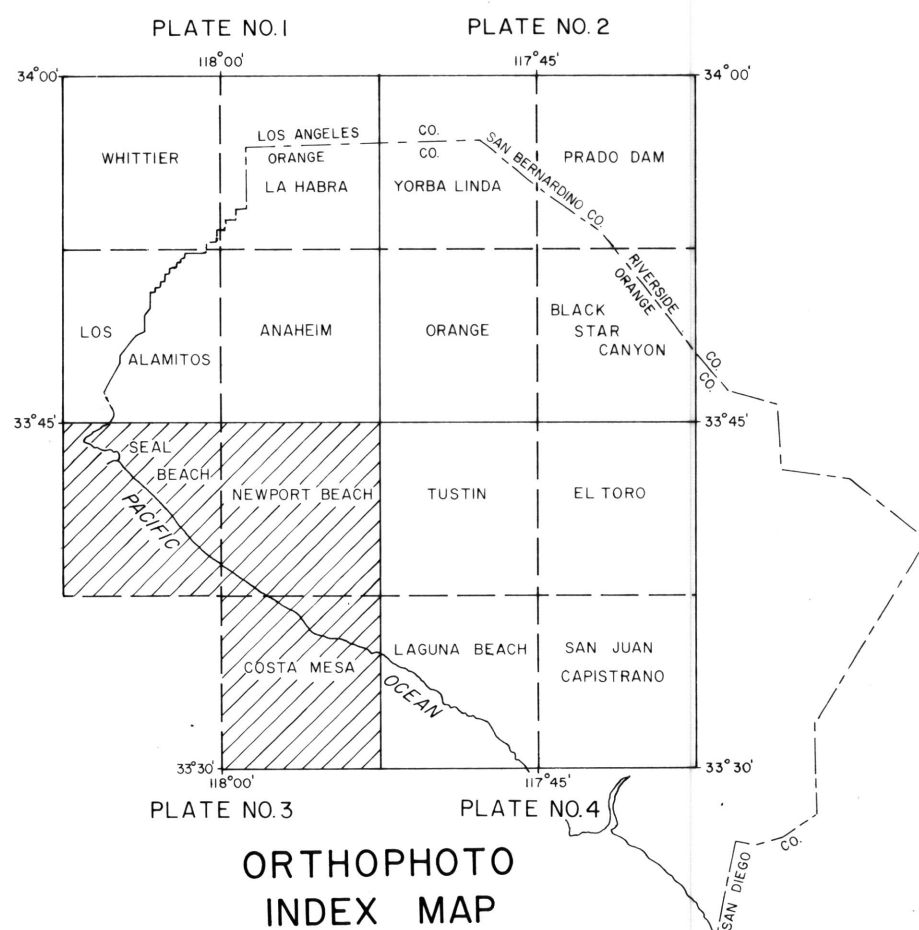 PLATE NO. 1 PLATE NO. 2
118°00' 117°45'
34°00' 34°00'
LOS ANGELES CO.
ORANGE CO.
SAN BERNARDINO CO.
WHITTIER
LA HABRA
YORBA LINDA
PRADO DAM
RIVERSIDE CO.
ORANGE CO.
LOS
ALAMITOS
ANAHEIM
ORANGE
BLACK
STAR
CANYON
33°45' 33°45'
SEAL
BEACH
NEWPORT BEACH
TUSTIN
EL TORO
PACIFIC
OCEAN
COSTA MESA
LAGUNA BEACH
SAN JUAN
CAPISTRANO
33°30' 33°30'
118°00' 117°45'
PLATE NO. 3 PLATE NO. 4
SAN DIEGO CO.
ORTHOPHOTO
INDEX MAP